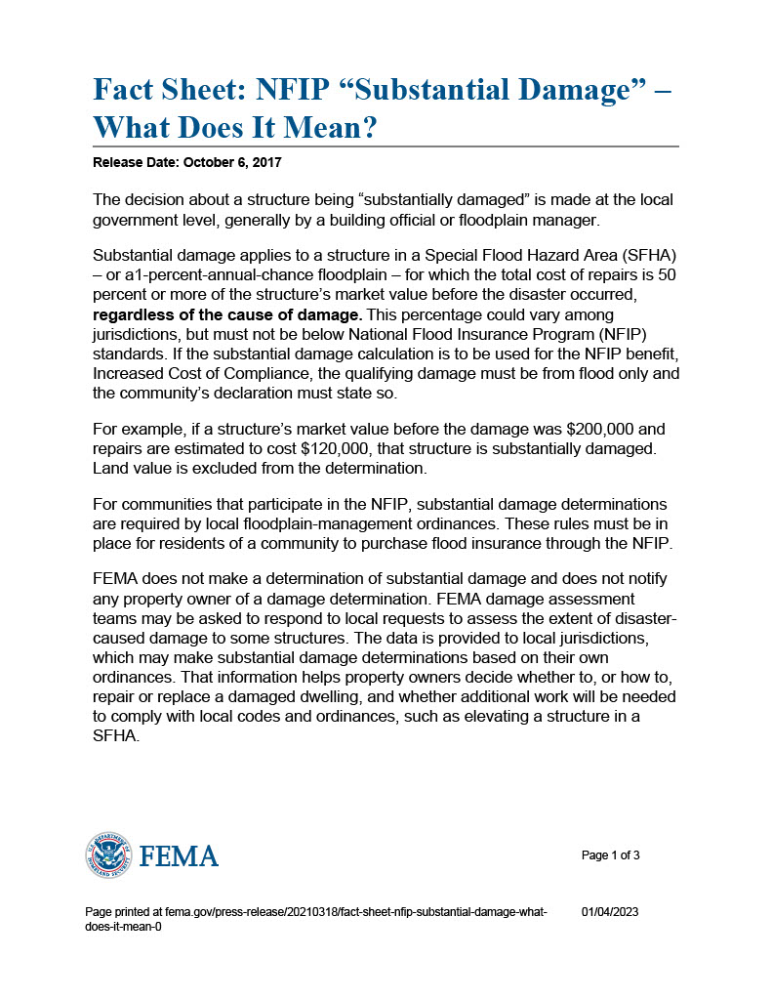 Fact Sheet: NFIP “Substantial Damage” –
What Does It Mean?
Release Date: October 6, 2017
The decision about a structure being “substantially damaged” is made at the local
government level, generally by a building official or floodplain manager.
Substantial damage applies to a structure in a Special Flood Hazard Area (SFHA)
– or a1-percent-annual-chance floodplain – for which the total cost of repairs is 50
percent or more of the structure’s market value before the disaster occurred,
regardless of the cause of damage. This percentage could vary among
jurisdictions, but must not be below National Flood Insurance Program (NFIP)
standards. If the substantial damage calculation is to be used for the NFIP benefit,
Increased Cost of Compliance, the qualifying damage must be from flood only and
the community’s declaration must state so.
For example, if a structure’s market value before the damage was $200,000 and
repairs are estimated to cost $120,000, that structure is substantially damaged.
Land value is excluded from the determination.
For communities that participate in the NFIP, substantial damage determinations
are required by local floodplain-management ordinances. These rules must be in
place for residents of a community to purchase flood insurance through the NFIP.
FEMA does not make a determination of substantial damage and does not notify
any property owner of a damage determination. FEMA damage assessment
teams may be asked to respond to local requests to assess the extent of disaster-
caused damage to some structures. The data is provided to local jurisdictions,
which may make substantial damage determinations based on their own
ordinances. That information helps property owners decide whether to, or how to,
repair or replace a damaged dwelling, and whether additional work will be needed
to comply with local codes and ordinances, such as elevating a structure in a
SFHA.
U.S. DEPARTMENT OF
HOMELAND SECURITY
FEMA
Page 1 of 3
Page printed at fema.gov/press-release/20210318/fact-sheet-nfip-substantial-damage-what-
does-it-mean-0
01/04/2023